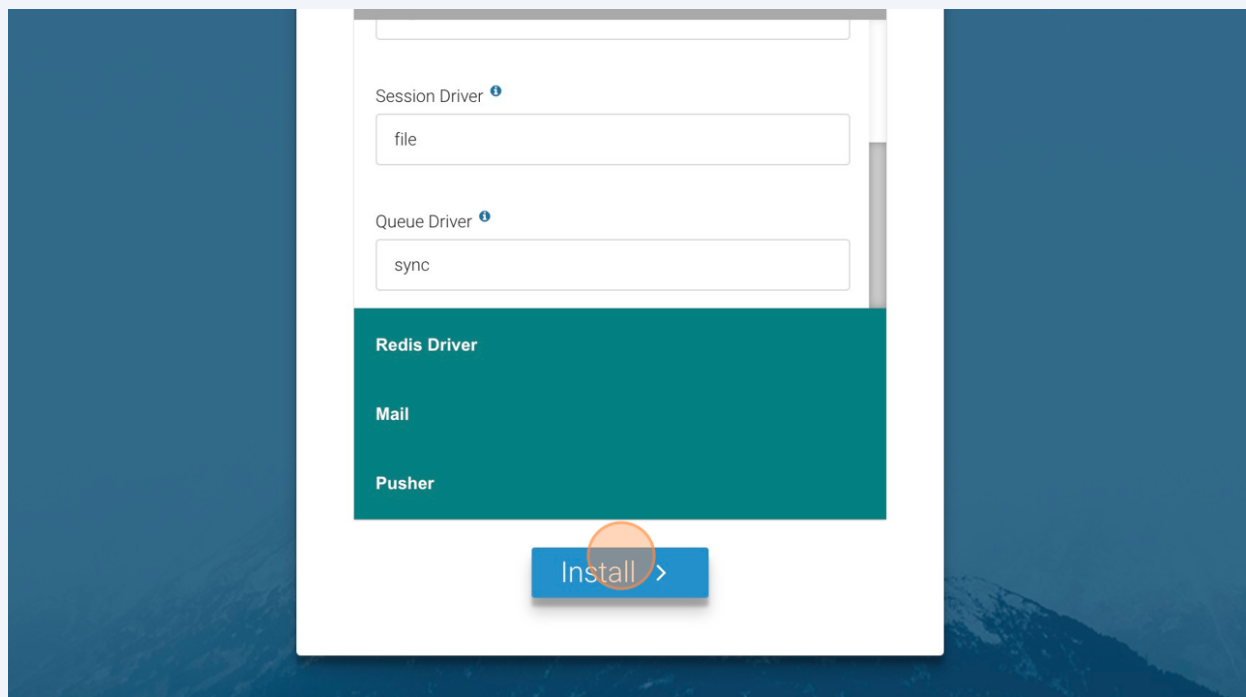 Session Driver
file
Queue Driver
sync
Redis Driver
Mail
Pusher
Install